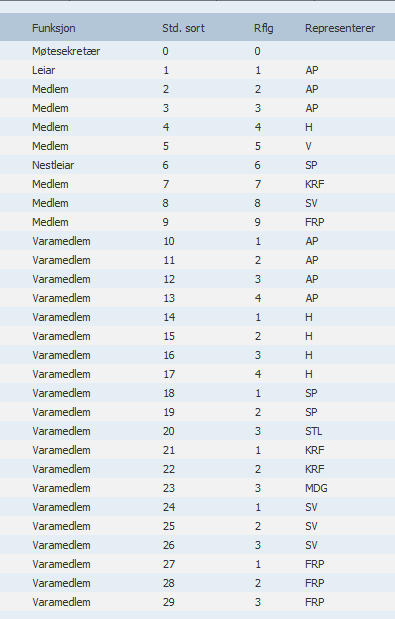 Funksjon Std. sort Rflg Representerer
Møtesekretær 0 0
Leiar 1 1 AP
Medlem 2 2 AP
Medlem 3 3 AP
Medlem 4 4 H
Medlem 5 5 V
Nestleiar 6 6 SP
Medlem 7 7 KRF
Medlem 8 8 SV
Medlem 9 9 FRP
Varamedlem 10 1 AP
Varamedlem 11 2 AP
Varamedlem 12 3 AP
Varamedlem 13 4 AP
Varamedlem 14 1 H
Varamedlem 15 2 H
Varamedlem 16 3 H
Varamedlem 17 4 H
Varamedlem 18 1 SP
Varamedlem 19 2 SP
Varamedlem 20 3 STL
Varamedlem 21 1 KRF
Varamedlem 22 2 KRF
Varamedlem 23 3 MDG
Varamedlem 24 1 SV
Varamedlem 25 2 SV
Varamedlem 26 3 SV
Varamedlem 27 1 FRP
Varamedlem 28 2 FRP
Varamedlem 29 3 FRP